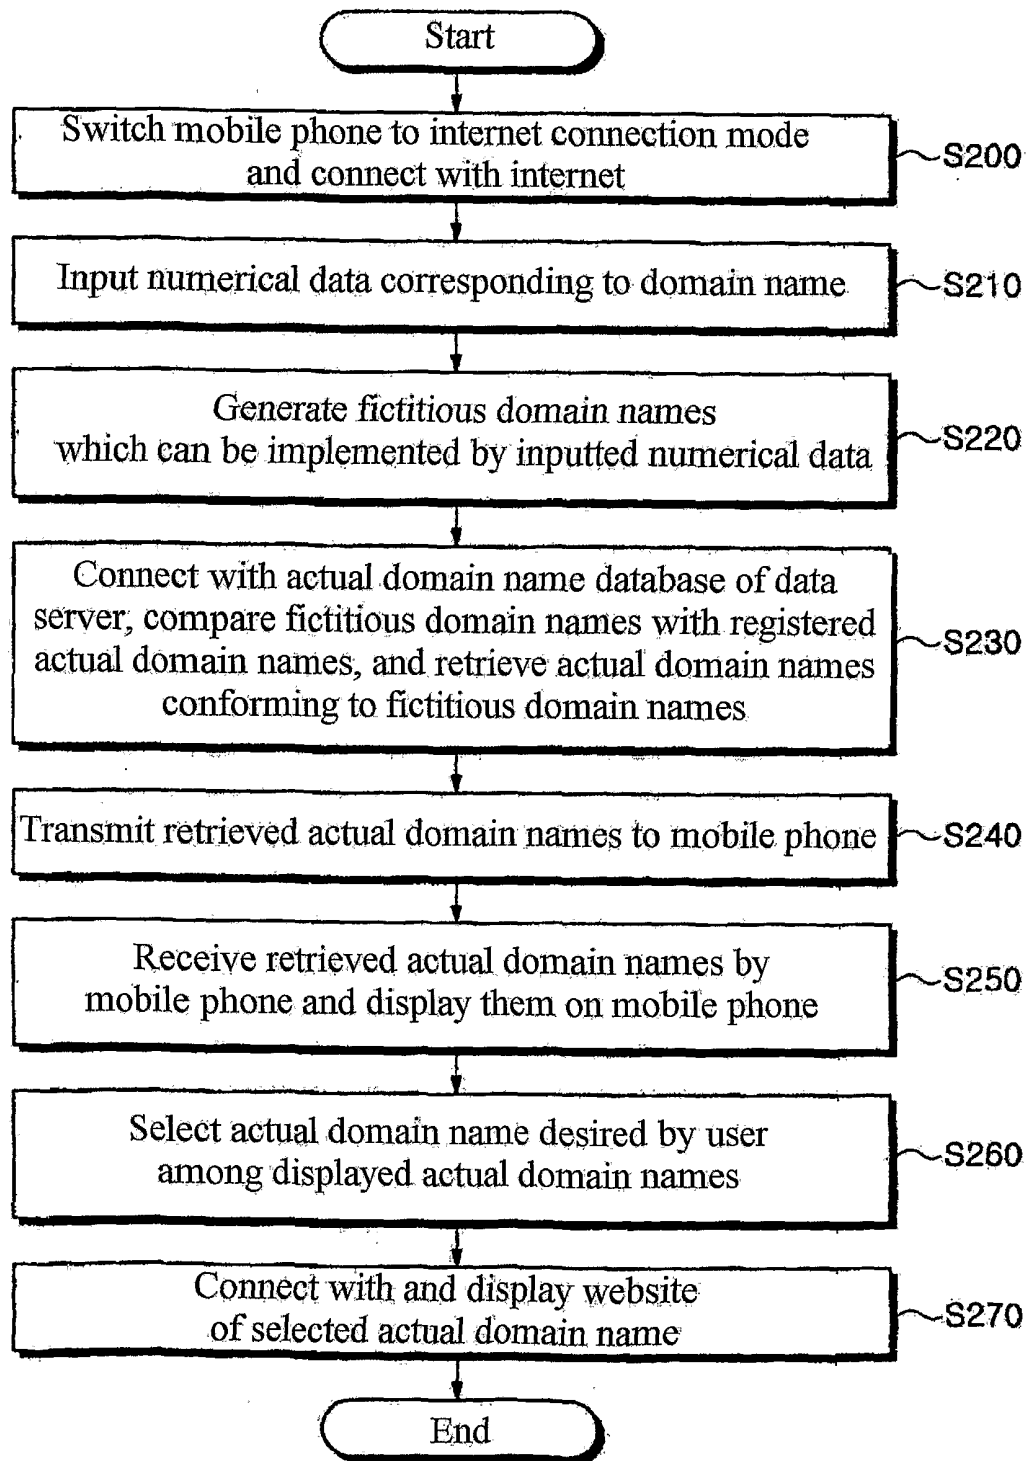 Start
Switch mobile phone to internet connection mode
and connect with internet
S200
Input numerical data corresponding to domain name
S210
Generate fictitious domain names
which can be implemented by inputted numerical data
S220
Connect with actual domain name database of data
server, compare fictitious domain names with registered
actual domain names, and retrieve actual domain names
conforming to fictitious domain names
S230
Transmit retrieved actual domain names to mobile phone
S240
Receive retrieved actual domain names by
mobile phone and display them on mobile phone
S250
Select actual domain name desired by user
among displayed actual domain names
S260
Connect with and display website
of selected actual domain name
S270
End